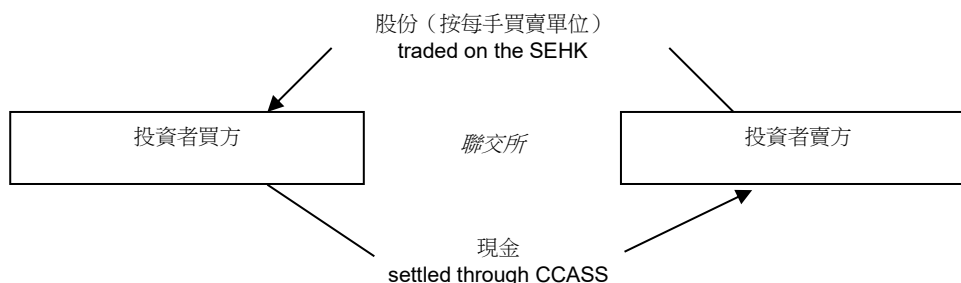 股份（按每手買賣單位）
traded on the SEHK
投資者買方
聯交所
投資者賣方
現金
settled through CCASS